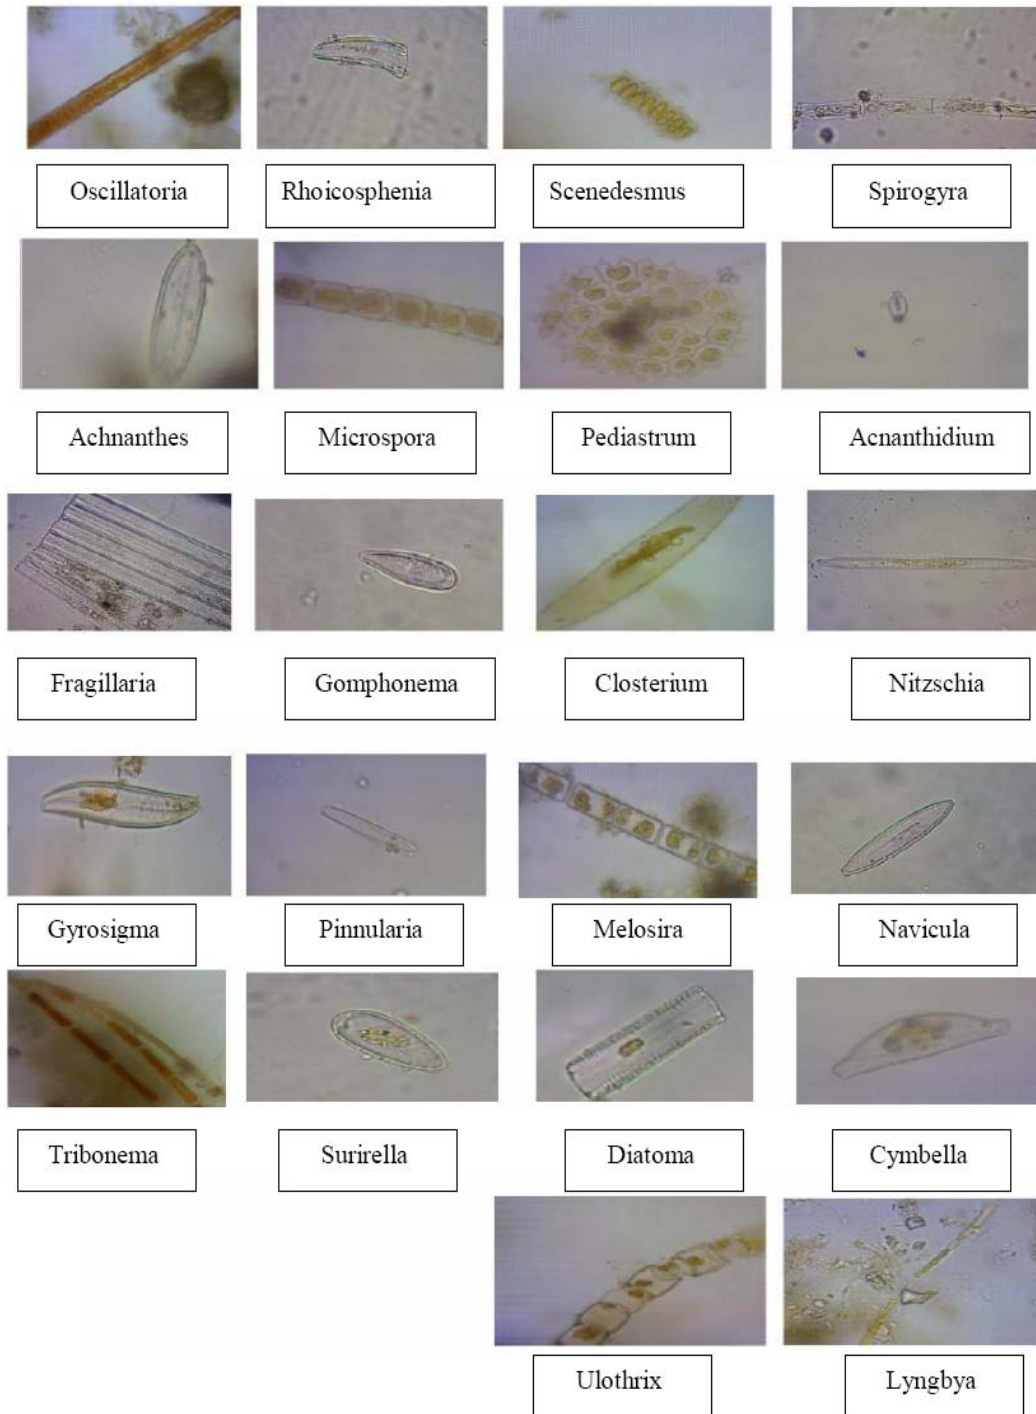 Oscillatoria
Rhoicosphenia
Scenedesmus
Spirogyra
Achnanthes
Microspora
Pediastrum
Acnanthidium
Fragillaria
Gomphonema
Closterium
Nitzschia
Gyrosigma
Pinnularia
Melosira
Navicula
Tribonema
Surirella
Diatoma
Cymbella
Ulothrix
Lyngbya